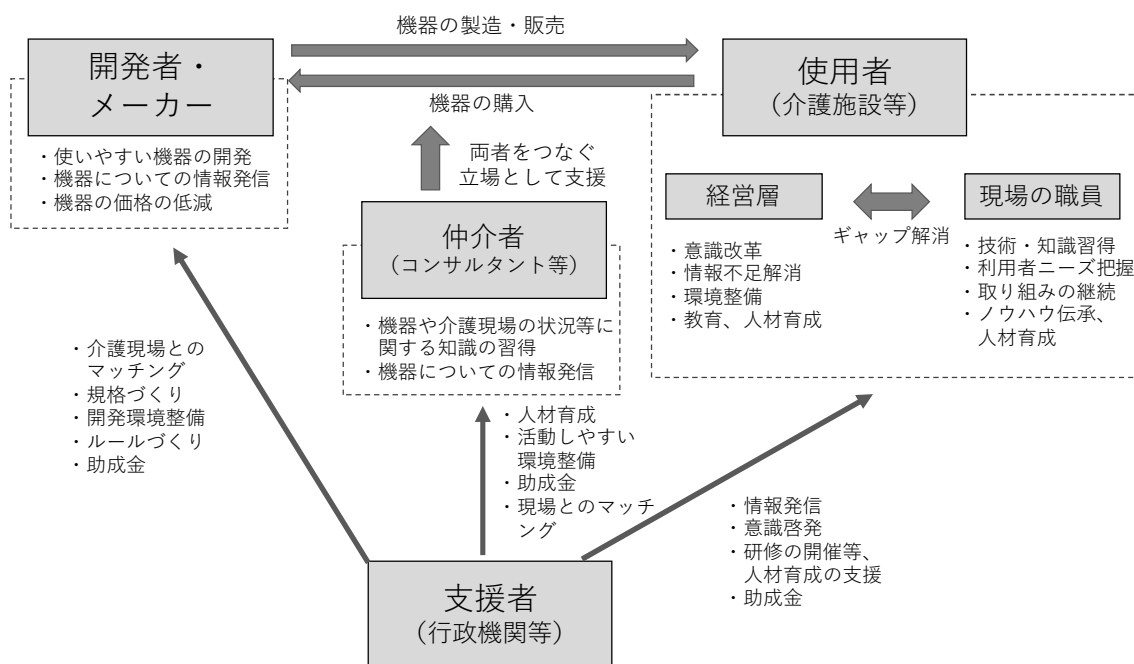 機器の製造・販売
開発者・
メーカー
使用者
（介護施設等）
機器の購入
・使いやすい機器の開発
・機器についての情報発信
・機器の価格の低減
両者をつなぐ
立場として支援
経営層
現場の職員
ギャップ解消
・意識改革
・情報不足解消
・環境整備
・教育、人材育成
・技術・知識習得
・利用者ニーズ把握
・取り組みの継続
・ノウハウ伝承、
人材育成
仲介者
（コンサルタント等）
・機器や介護現場の状況等に
関する知識の習得
・機器についての情報発信
・介護現場との
マッチング
・規格づくり
・開発環境整備
・ルールづくり
・助成金
・人材育成
・活動しやすい
環境整備
・助成金
・現場とのマッチ
ング
・情報発信
・意識啓発
・研修の開催等、
人材育成の支援
・助成金
支援者
（行政機関等）